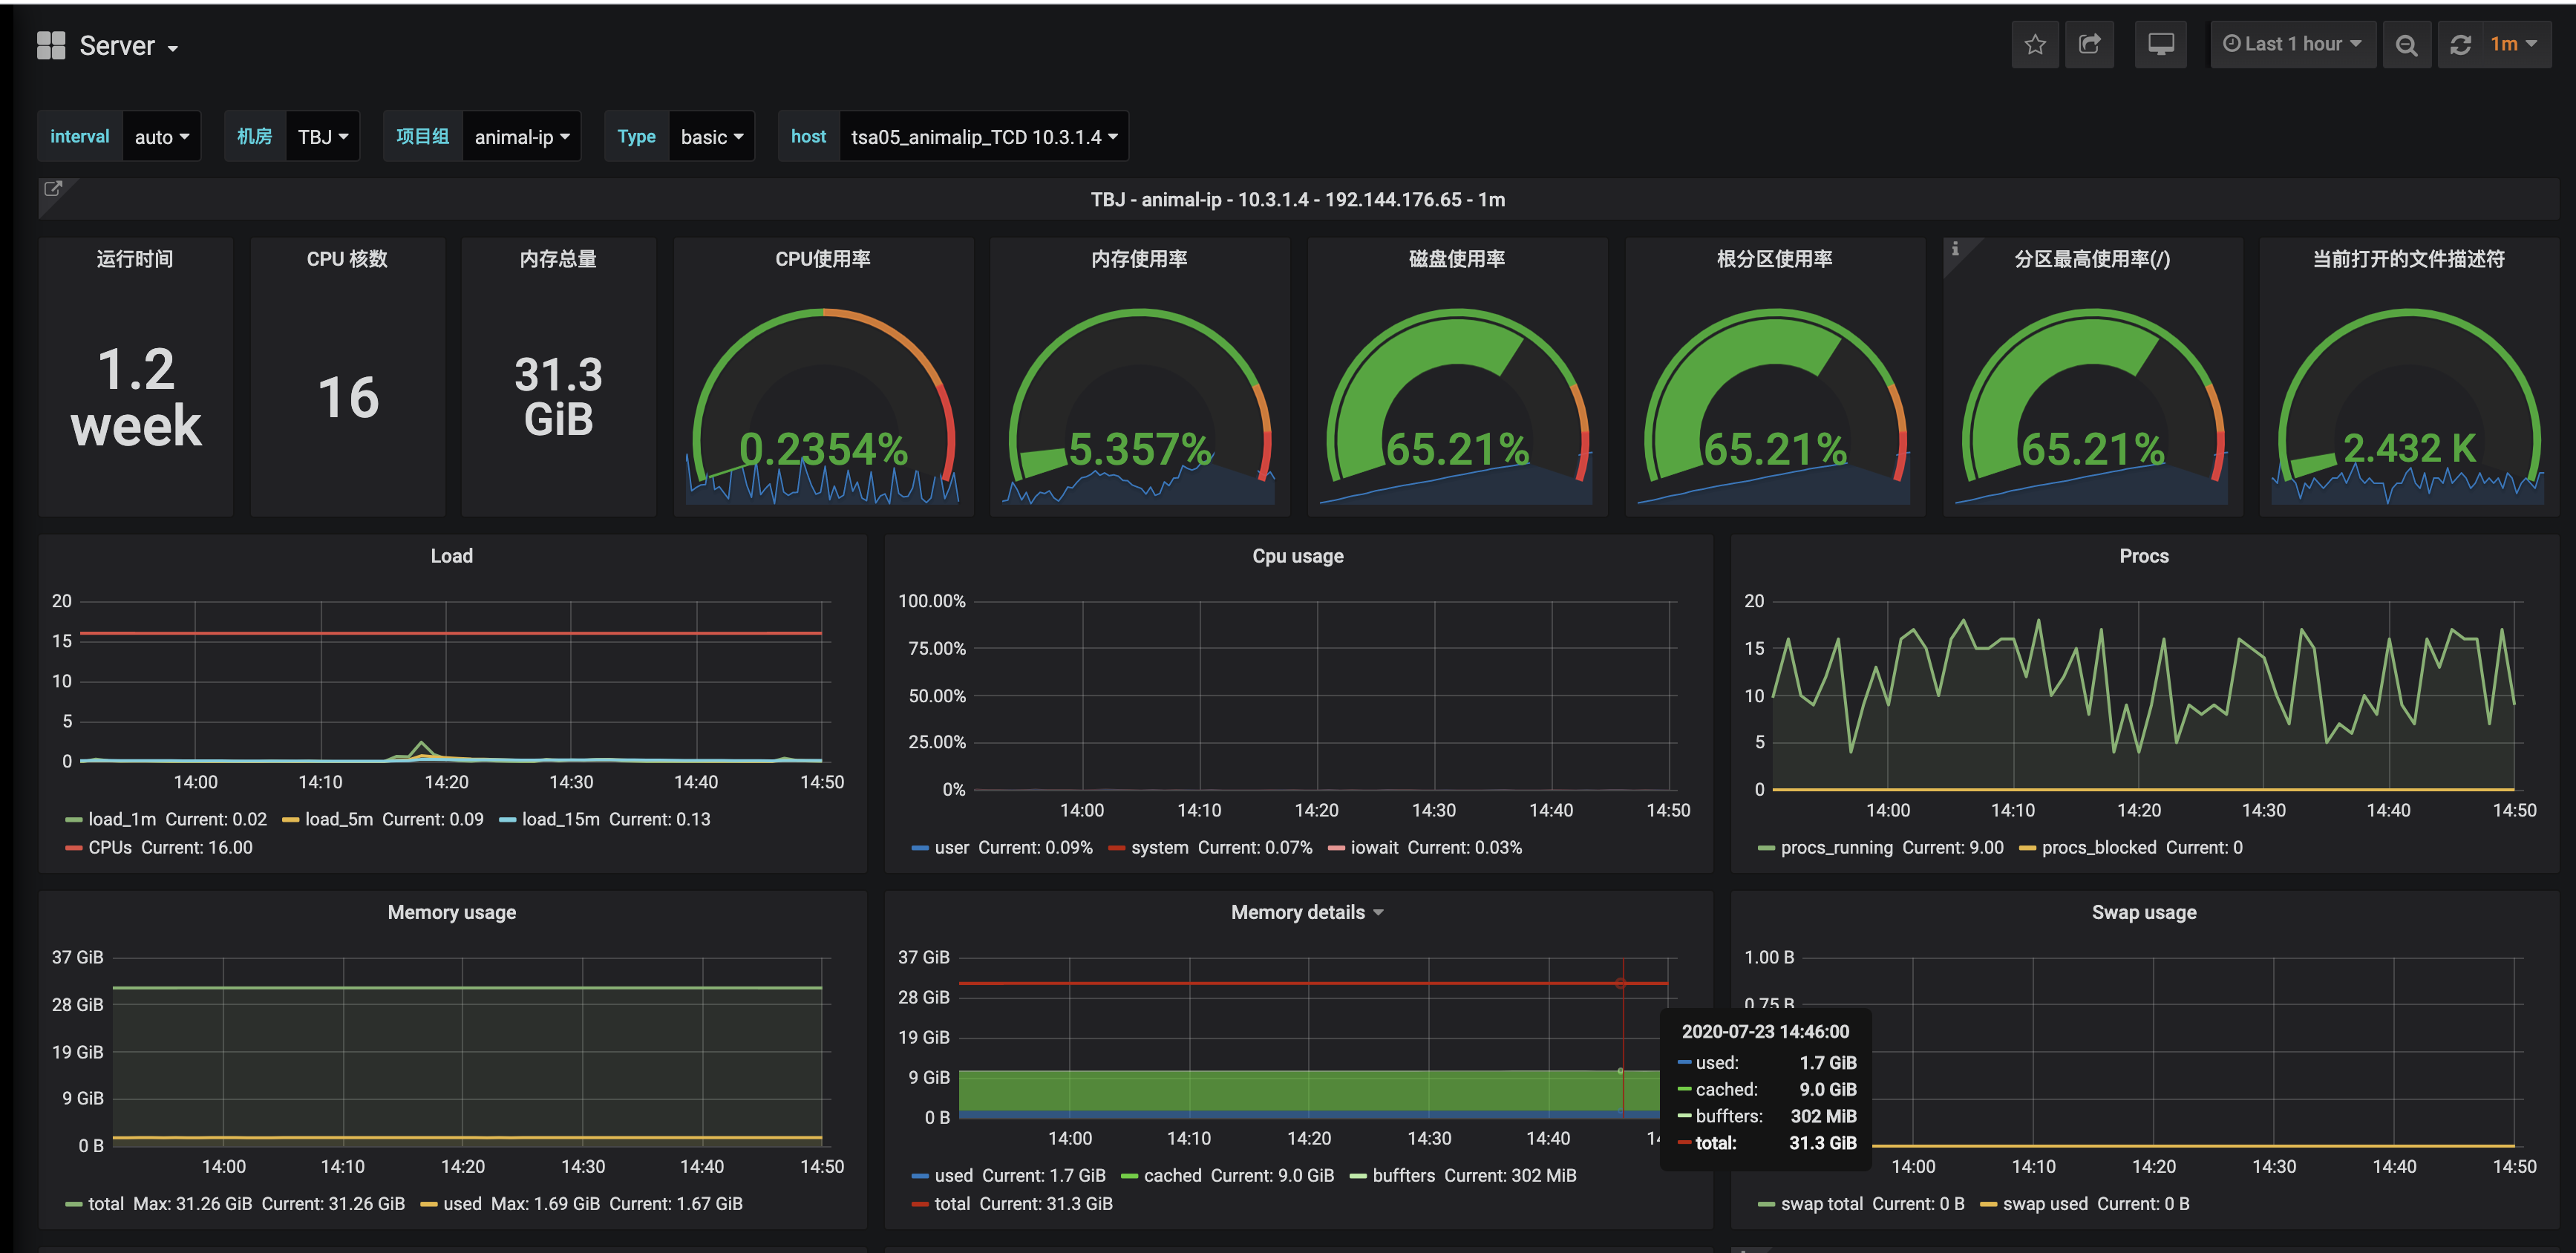 Server
Last 1 hour
1m
interval auto 机房 TBJ 项目组 animal-ip Type basic host tsa05_animalip_TCD 10.3.1.4
TBJ - animal-ip - 10.3.1.4 - 192.144.176.65 - 1m
运行时间
1.2
week
CPU 核数
16
内存总量
31.3
GiB
CPU使用率
0.2354%
内存使用率
5.357%
磁盘使用率
65.21%
根分区使用率
65.21%
分区最高使用率(/)
65.21%
当前打开的文件描述符
2.432 K
Load
20
15
10
5
0
14:00 14:10 14:20 14:30 14:40 14:50
load_1m Current: 0.02 load_5m Current: 0.09 load_15m Current: 0.13
CPUs Current: 16.00
Cpu usage
100.00%
75.00%
50.00%
25.00%
0%
14:00 14:10 14:20 14:30 14:40 14:50
user Current: 0.09% system Current: 0.07% iowait Current: 0.03%
Procs
20
15
10
5
0
14:00 14:10 14:20 14:30 14:40 14:50
procs_running Current: 9.00 procs_blocked Current: 0
Memory usage
37 GiB
28 GiB
19 GiB
9 GiB
0 B
14:00 14:10 14:20 14:30 14:40 14:50
total Max: 31.26 GiB Current: 31.26 GiB used Max: 1.69 GiB Current: 1.67 GiB
Memory details
37 GiB
28 GiB
19 GiB
9 GiB
0 B
14:00 14:10 14:20 14:30 14:40
used Current: 1.7 GiB cached Current: 9.0 GiB buffters Current: 302 MiB
total Current: 31.3 GiB
2020-07-23 14:46:00
used: 1.7 GiB
cached: 9.0 GiB
buffters: 302 MiB
total: 31.3 GiB
Swap usage
1.00 B
0.75 B
14:00 14:10 14:20 14:30 14:40 14:50
swap total Current: 0 B swap used Current: 0 B